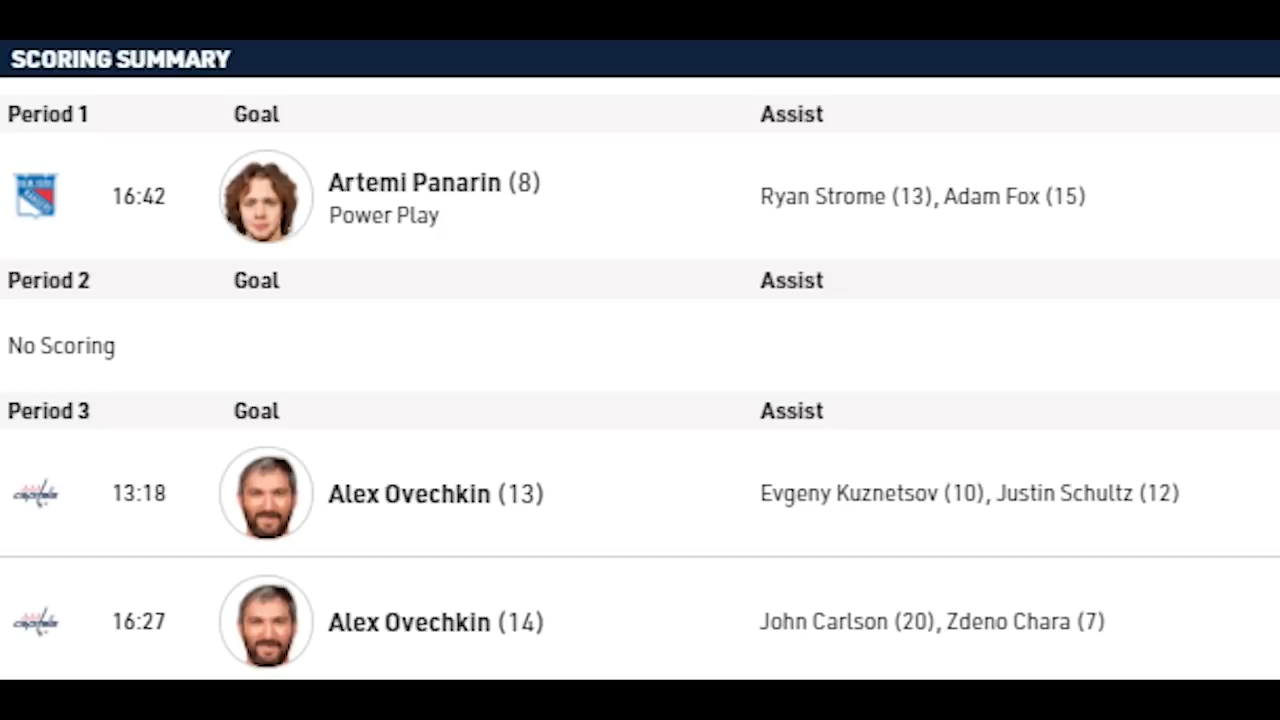 SCORING SUMMARY
Period 1 Goal Assist
16:42 Artemi Panarin (8) Ryan Strome (13), Adam Fox (15)
Power Play
Period 2 Goal Assist
No Scoring
Period 3 Goal Assist
capitals 13:18 Alex Ovechkin (13) Evgeny Kuznetsov (10), Justin Schultz (12)
capitals 16:27 Alex Ovechkin (14) John Carlson (20), Zdeno Chara (7)